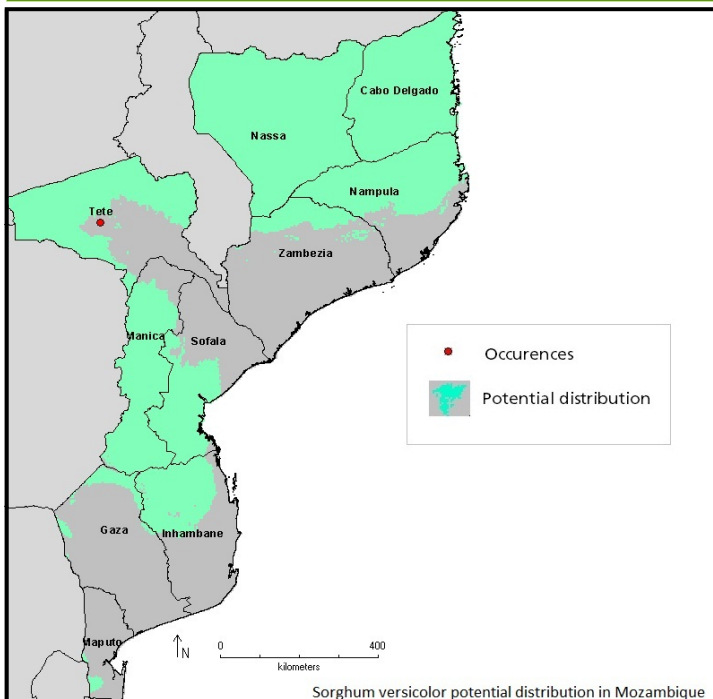 Cabo Delgado
Nassa
Nampula
Tete
Zambezia
Manica
Sofala
Occurences
Potential distribution
Gaza
Inhambane
Maputo
N
0 400
kilometers
Sorghum versicolor potential distribution in Mozambique